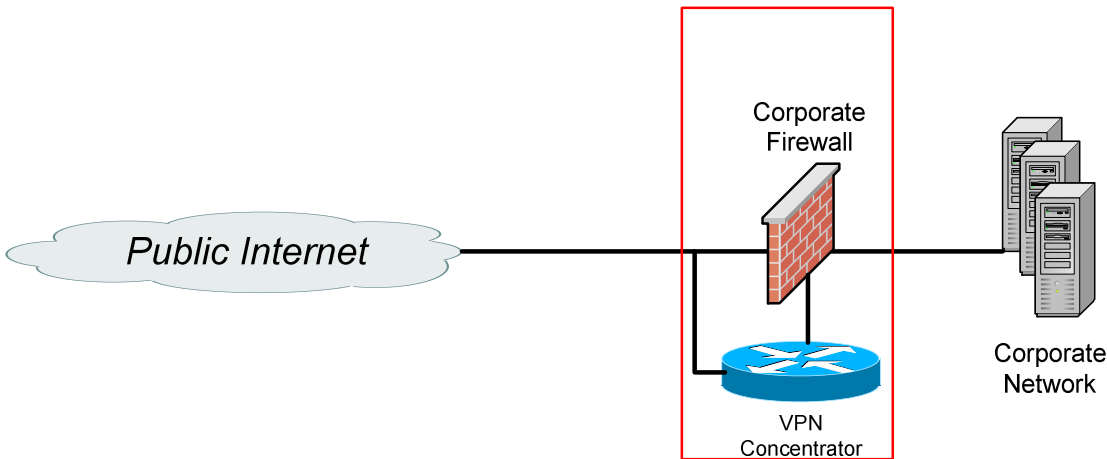 Public Internet
Corporate
Firewall
VPN
Concentrator
Corporate
Network